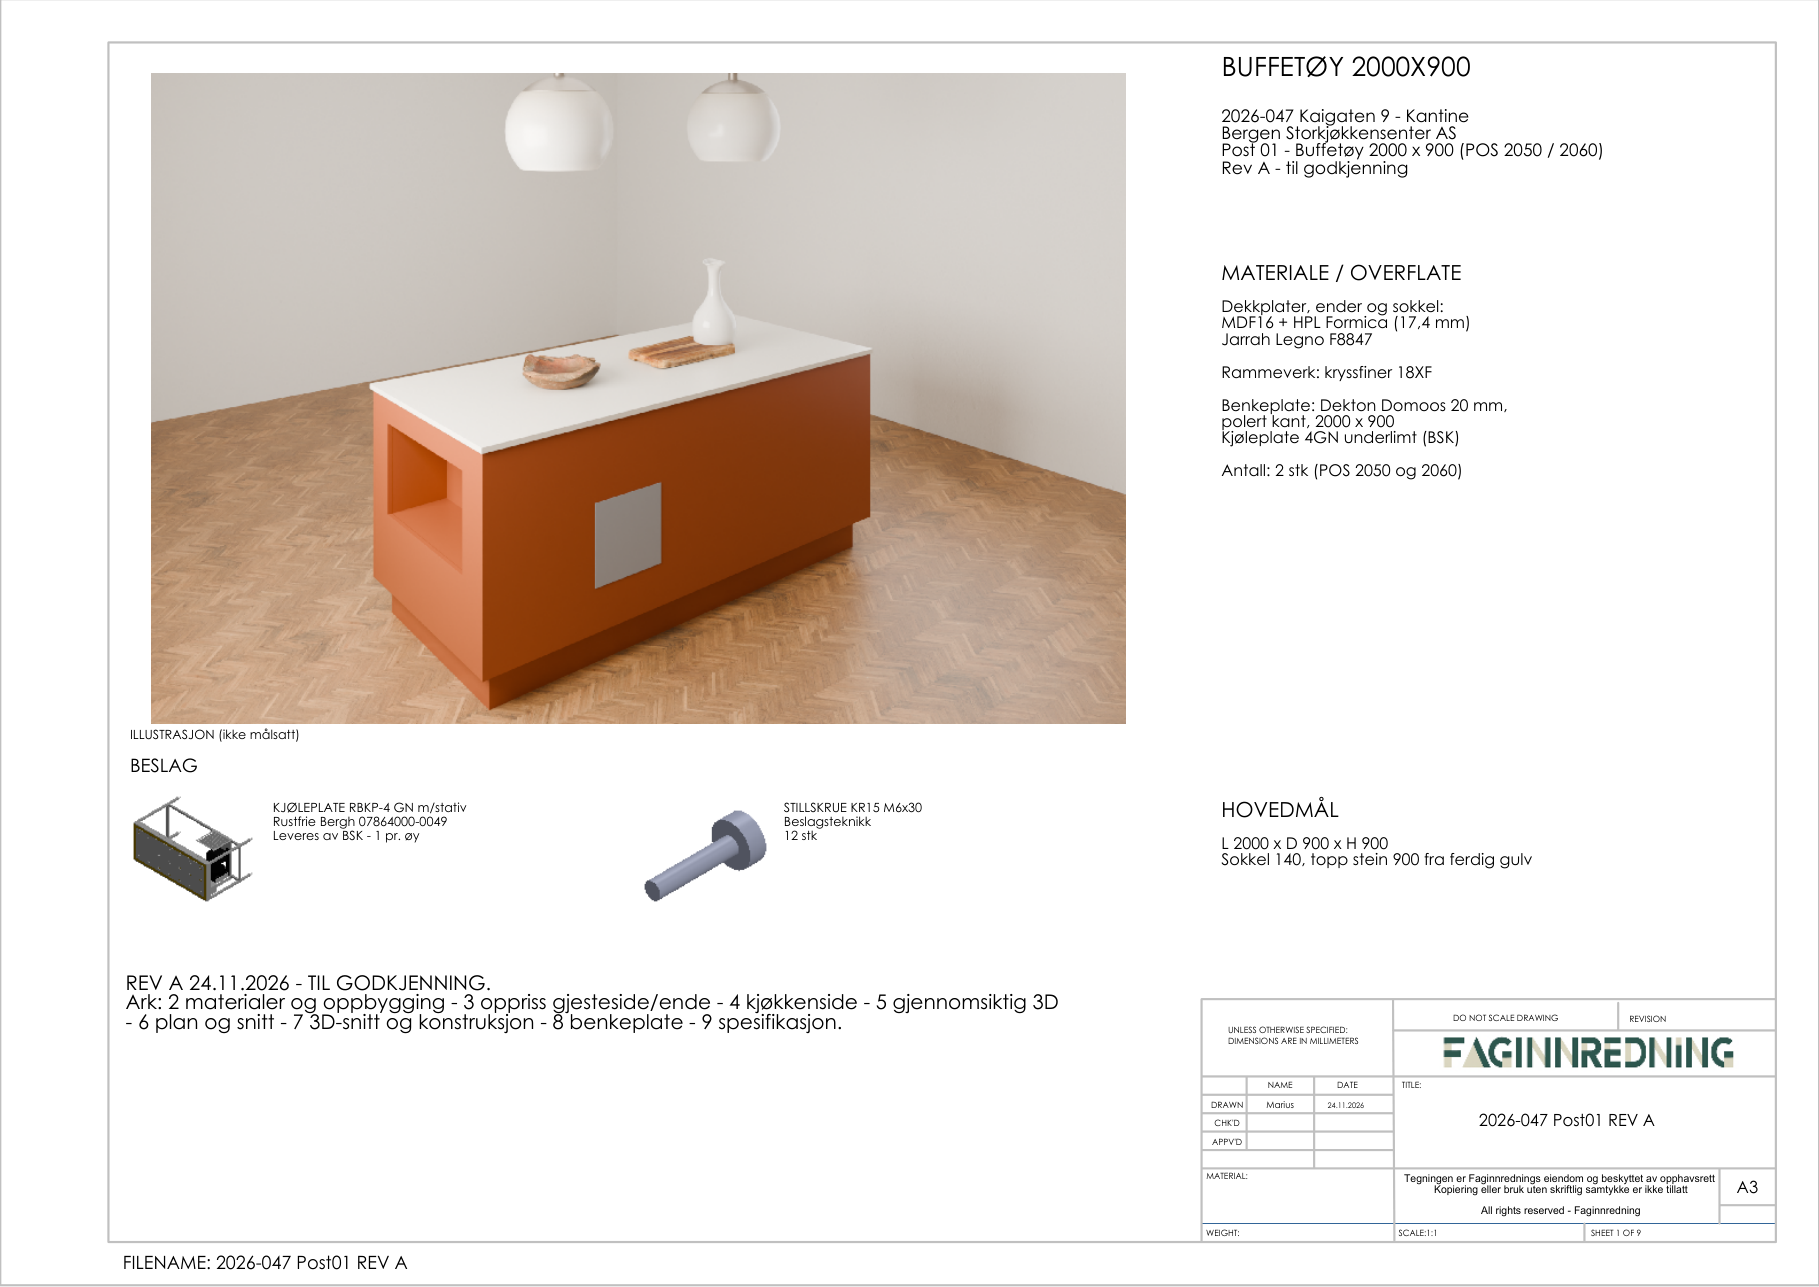 BUFFETØY 2000X900
2026-047 Kaigaten 9 - Kantine
Bergen Storkjøkkensenter AS
Post 01 - Buffetøy 2000 x 900 (POS 2050 / 2060)
Rev A - til godkjenning
MATERIALE / OVERFLATE
Dekkplater, ender og sokkel:
MDF16 + HPL Formica (17,4 mm)
Jarrah Legno F8847
Rammeverk: kryssfiner 18XF
Benkeplate: Dekton Domoos 20 mm,
polert kant, 2000 x 900
Kjøleplate 4GN underlimt (BSK)
Antall: 2 stk (POS 2050 og 2060)
ILLUSTRASJON (ikke målsatt)
BESLAG
KJØLEPLATE RBKP-4 GN m/stativ
Rustfrie Bergh 07864000-0049
Leveres av BSK - 1 pr. øy
STILLSKRUE KR15 M6x30
Beslagsteknikk
12 stk
HOVEDMÅL
L 2000 x D 900 x H 900
Sokkel 140, topp stein 900 fra ferdig gulv
REV A 24.11.2026 - TIL GODKJENNING.
Ark: 2 materialer og oppbygging - 3 oppriss gjesteside/ende - 4 kjøkkenside - 5 gjennomsiktig 3D
- 6 plan og snitt - 7 3D-snitt og konstruksjon - 8 benkeplate - 9 spesifikasjon.
UNLESS OTHERWISE SPECIFIED:
DIMENSIONS ARE IN MILLIMETERS
DO NOT SCALE DRAWING
REVISION
FAGINNREDNING
NAME
DATE
DRAWN
Marius
24.11.2026
CHK'D
APPV'D
TITLE:
2026-047 Post01 REV A
MATERIAL:
Tegningen er Faginnrednings eiendom og beskyttet av opphavsrett
Kopiering eller bruk uten skriftlig samtykke er ikke tillatt
All rights reserved - Faginnredning
A3
WEIGHT:
SCALE:1:1
SHEET 1 OF 9
FILENAME: 2026-047 Post01 REV A